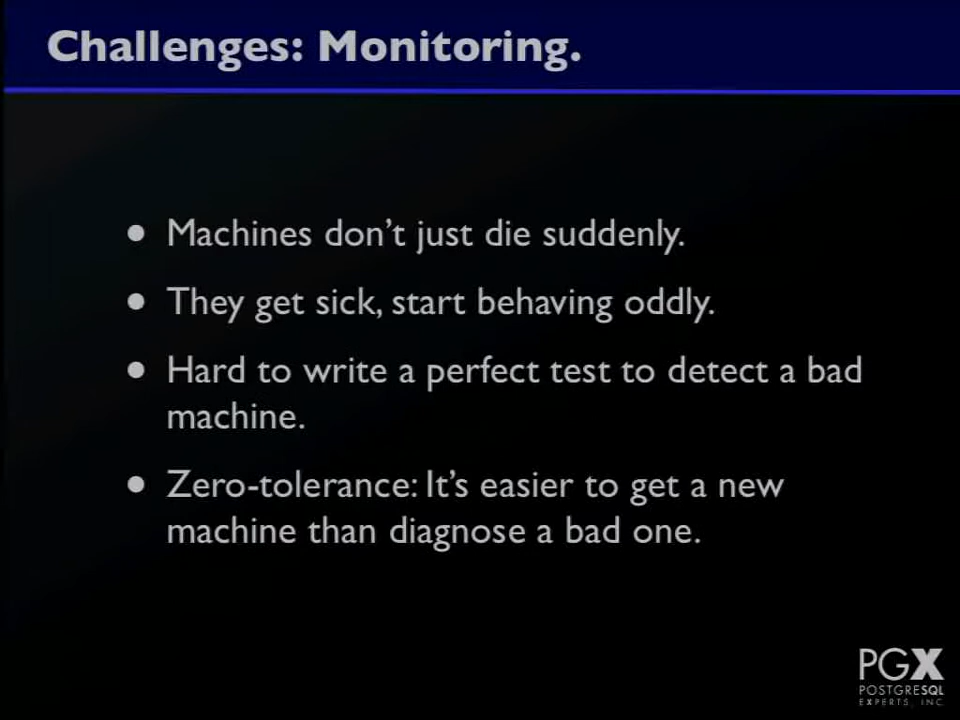 Challenges: Monitoring.
• Machines don't just die suddenly.
• They get sick, start behaving oddly.
• Hard to write a perfect test to detect a bad
machine.
• Zero-tolerance: It's easier to get a new
machine than diagnose a bad one.
PGX
POSTGRESQL
EXPERTS, INC